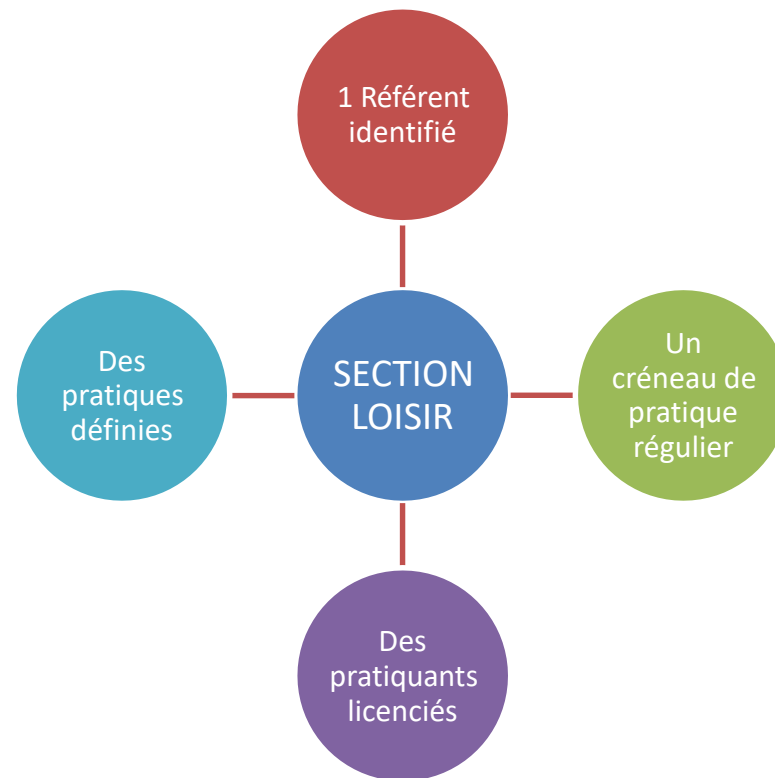 1 Référent
identifié
Des
pratiques
définies
SECTION
LOISIR
Un
créneau de
pratique
régulier
Des
pratiquants
licenciés